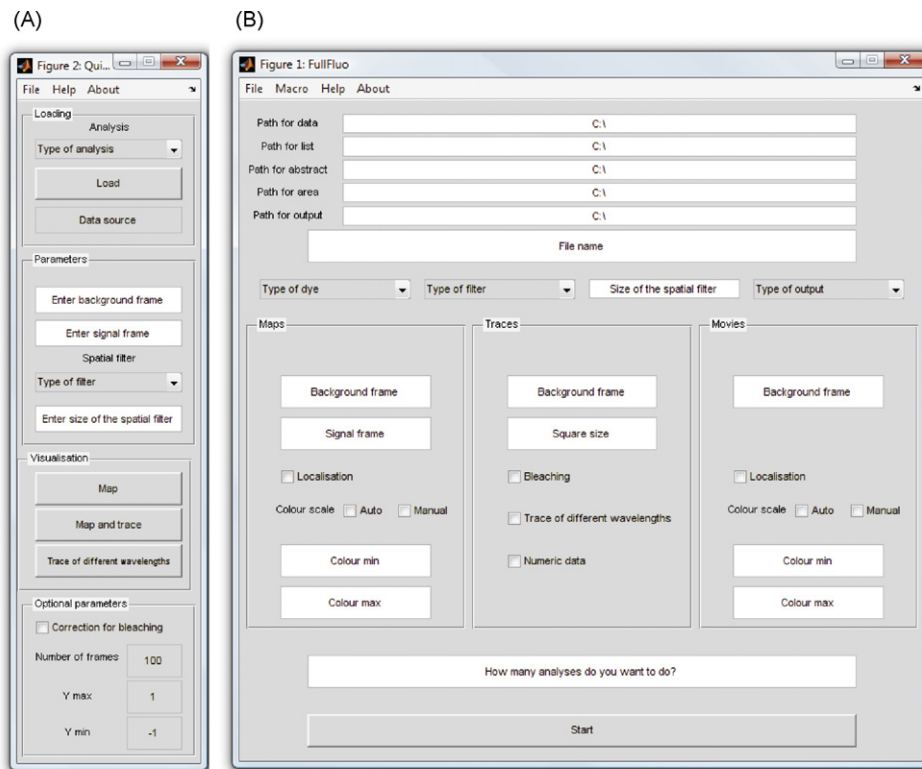 (A)
Figure 2: Qui...
File Help About
Loading
Analysis
Type of analysis
Load
Data source
Parameters
Enter background frame
Enter signal frame
Spatial filter
Type of filter
Enter size of the spatial filter
Visualisation
Map
Map and trace
Trace of different wavelengths
Optional parameters
Correction for bleaching
Number of frames 100
Y max 1
Y min -1
(B)
Figure 1: FullFluo
File Macro Help About
Path for data C:\
Path for list C:\
Path for abstract C:\
Path for area C:\
Path for output C:\
File name
Type of dye Type of filter Size of the spatial filter Type of output
Maps
Background frame
Signal frame
Localisation
Colour scale Auto Manual
Colour min
Colour max
Traces
Background frame
Square size
Bleaching
Trace of different wavelengths
Numeric data
Movies
Background frame
Localisation
Colour scale Auto Manual
Colour min
Colour max
How many analyses do you want to do?
Start